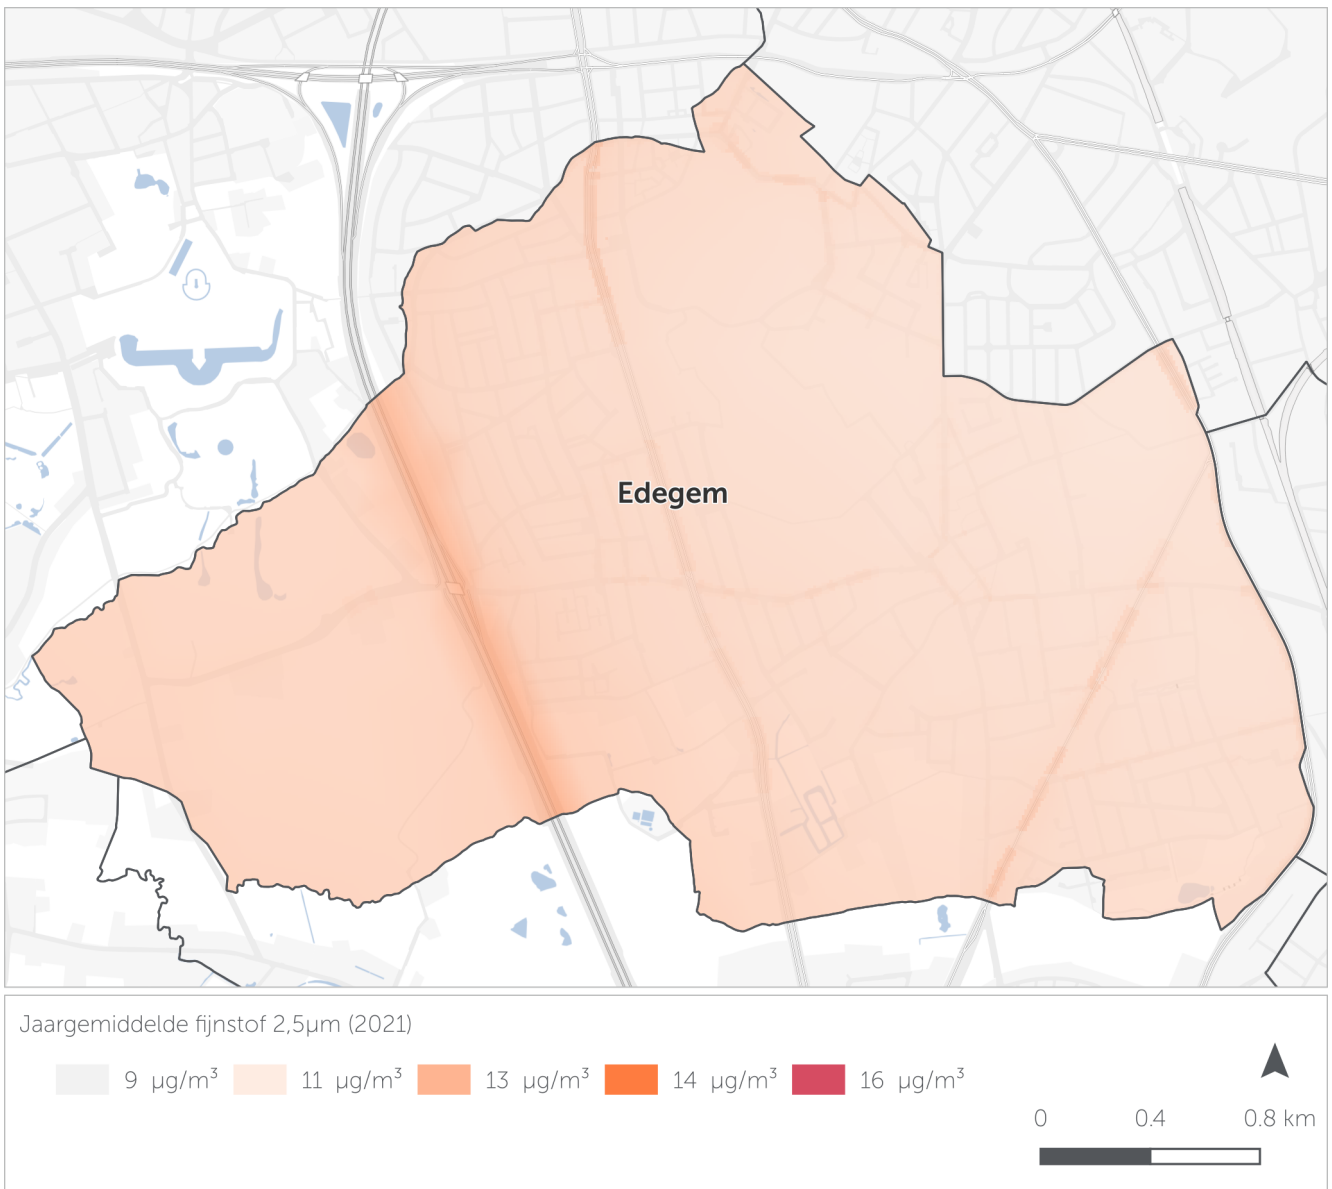 Edegem
Jaargemiddelde fijnstof 2,5µm (2021)
9 µg/m³ 11 µg/m³ 13 µg/m³ 14 µg/m³ 16 µg/m³
0 0.4 0.8 km